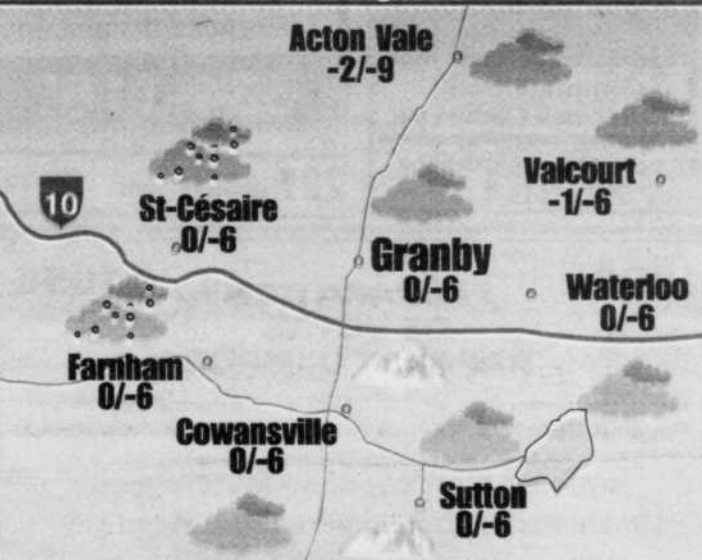 Acton Vale
-2/-9
Valcourt
-1/-6
10
St-Césaire
0/-6
Granby
0/-6
Waterloo
0/-6
Farnham
0/-6
Cowansville
0/-6
Sutton
0/-6